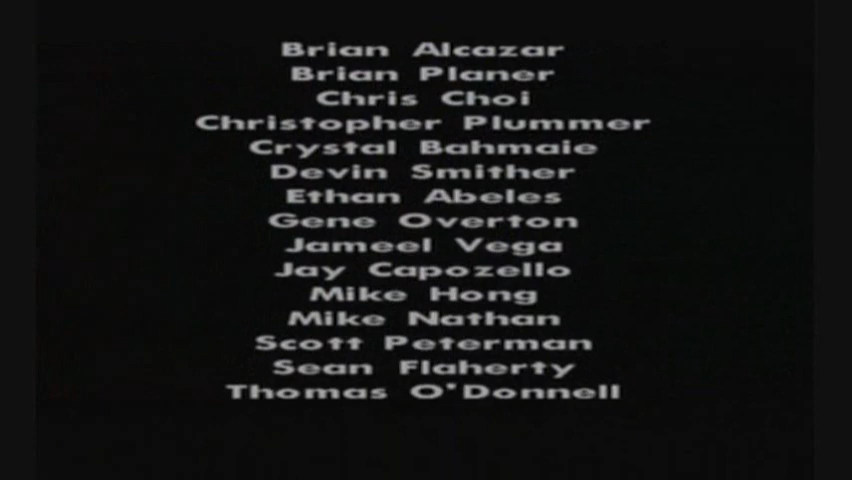 Brian Alcazar
Brian Planer
Chris Choi
Christopher Plummer
Crystal Bahmaie
Devin Smither
Ethan Abeles
Gene Overton
Jameel Vega
Jay Capozello
Mike Hong
Mike Nathan
Scott Peterman
Sean Flaherty
Thomas O'Donnell